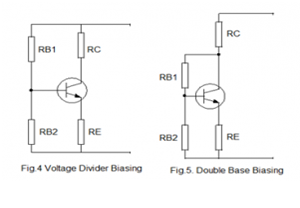 RB1
RC
RB2
RE
Fig.4 Voltage Divider Biasing
RC
RB1
RB2
RE
Fig.5. Double Base Biasing